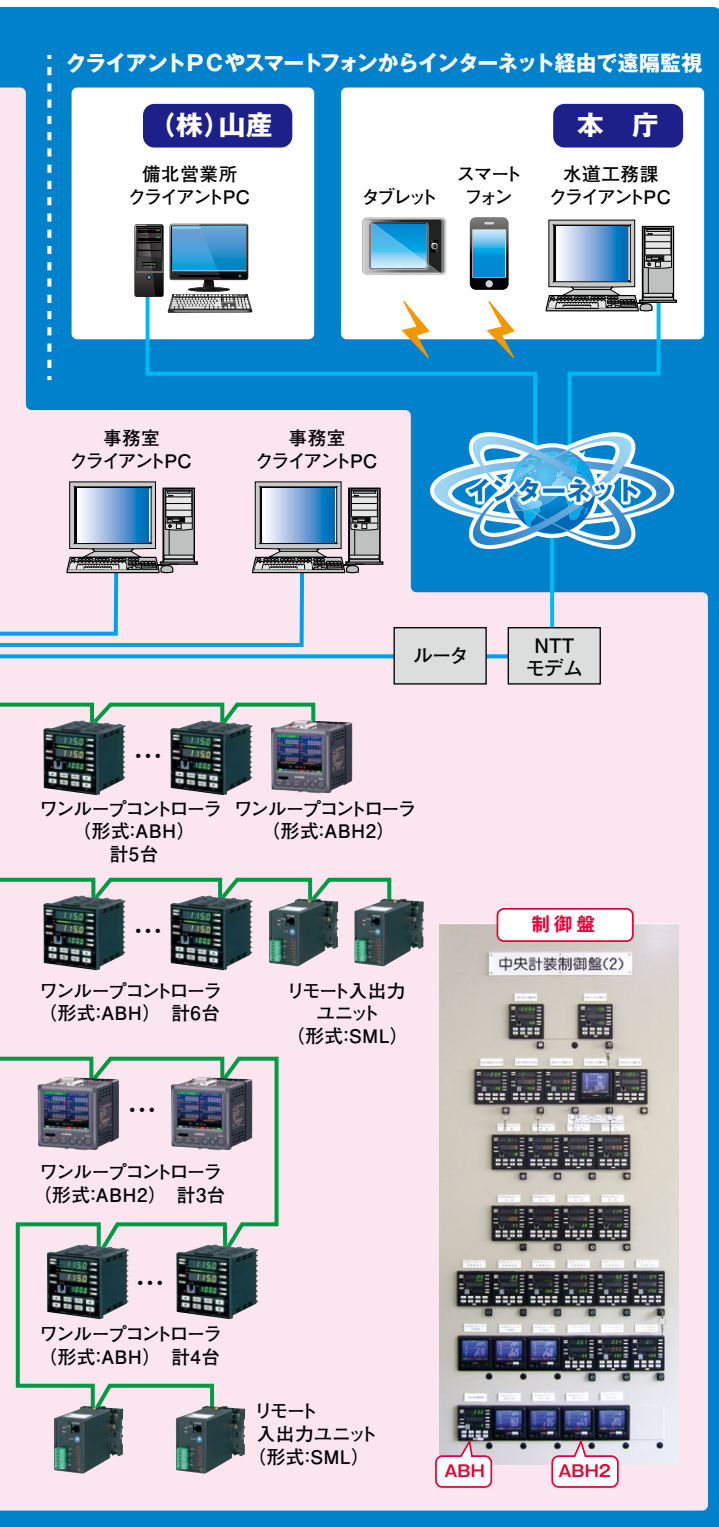 クライアントPCやスマートフォンからインターネット経由で遠隔監視
(株)山産
備北営業所
クライアントPC
本 庁
タブレット
スマート
フォン
水道工務課
クライアントPC
事務室
クライアントPC
事務室
クライアントPC
インターネット
ルータ
NTT
モデム
ワンループコントローラ
(形式:ABH)
計5台
ワンループコントローラ
(形式:ABH2)
ワンループコントローラ
(形式:ABH) 計6台
リモート入出力
ユニット
(形式:SML)
ワンループコントローラ
(形式:ABH2) 計3台
ワンループコントローラ
(形式:ABH) 計4台
リモート
入出力ユニット
(形式:SML)
制御盤
中央計装制御盤(2)
ABH
ABH2